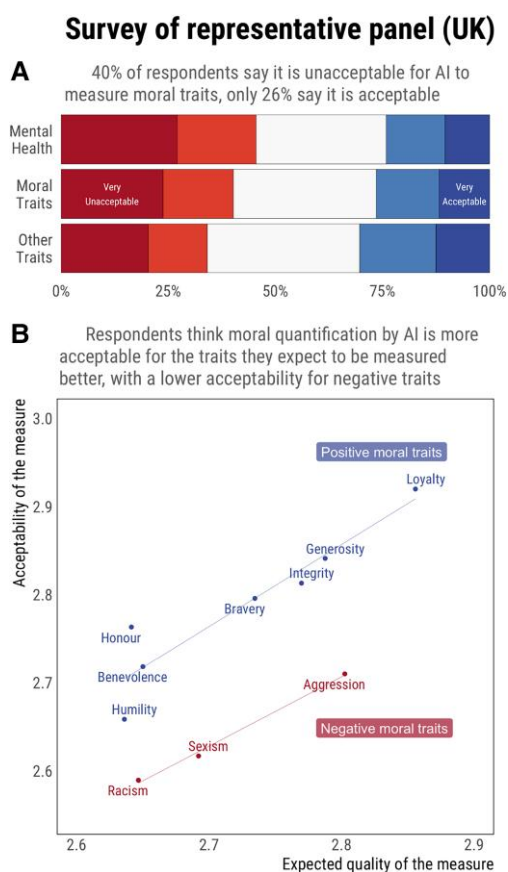 Survey of representative panel (UK)
A
40% of respondents say it is unacceptable for AI to
measure moral traits, only 26% say it is acceptable
Mental
Health
Moral
Traits
Very
Unacceptable
Very
Acceptable
Other
Traits
0% 25% 50% 75% 100%
B
Respondents think moral quantification by AI is more
acceptable for the traits they expect to be measured
better, with a lower acceptability for negative traits
Acceptability of the measure
3.0
2.9
2.8
2.7
2.6
Positive moral traits
Loyalty
Generosity
Integrity
Bravery
Honour
Benevolence
Aggression
Humility
Negative moral traits
Sexism
Racism
2.6 2.7 2.8 2.9
Expected quality of the measure